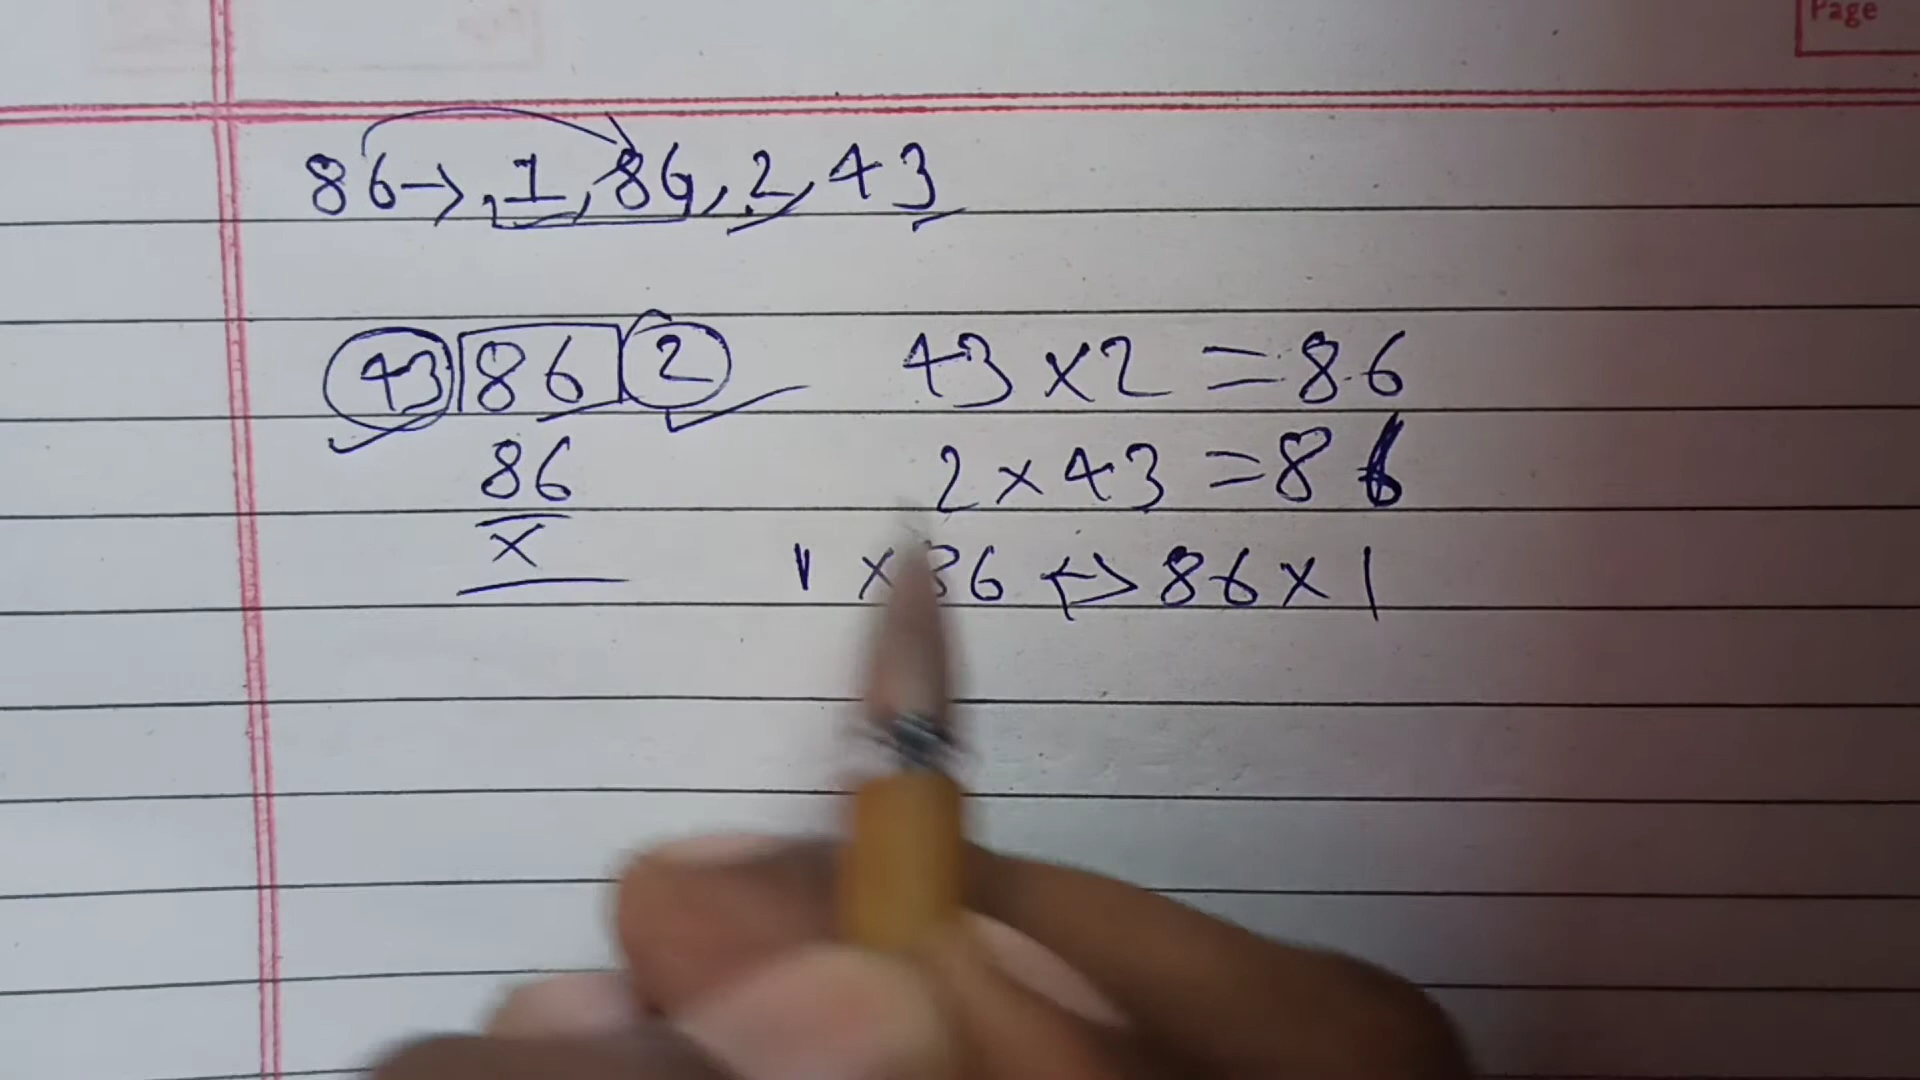 Page
86 → 1, 86, 2, 43
43 86 2
43 × 2 = 86
86
2 × 43 = 86
×
1 × 86 ↔ 86 × 1